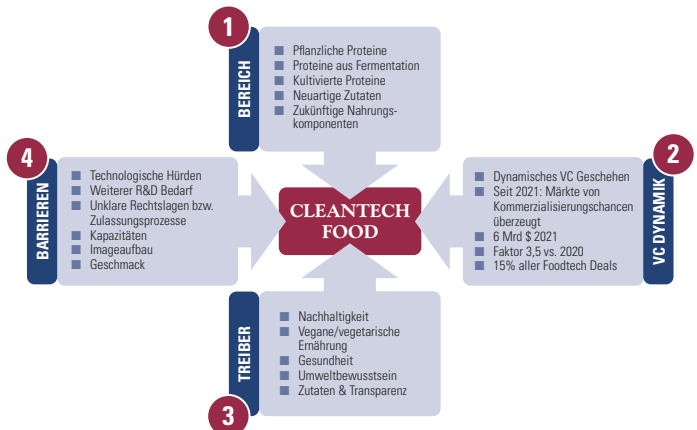 1
BEREICH
■ Pflanzliche Proteine
■ Proteine aus Fermentation
■ Kultivierte Proteine
■ Neuartige Zutaten
■ Zukünftige Nahrungs-
komponenten
2
VC DYNAMIK
■ Dynamisches VC Geschehen
■ Seit 2021: Märkte von
Kommerzialisierungschancen
überzeugt
■ 6 Mrd $ 2021
■ Faktor 3,5 vs. 2020
■ 15% aller Foodtech Deals
CLEANTECH
FOOD
3
TREIBER
■ Nachhaltigkeit
■ Vegane/vegetarische
Ernährung
■ Gesundheit
■ Umweltbewusstsein
■ Zutaten & Transparenz
4
BARRIEREN
■ Technologische Hürden
■ Weiterer R&D Bedarf
■ Unklare Rechtslagen bzw.
Zulassungsprozesse
■ Kapazitäten
■ Imageaufbau
■ Geschmack